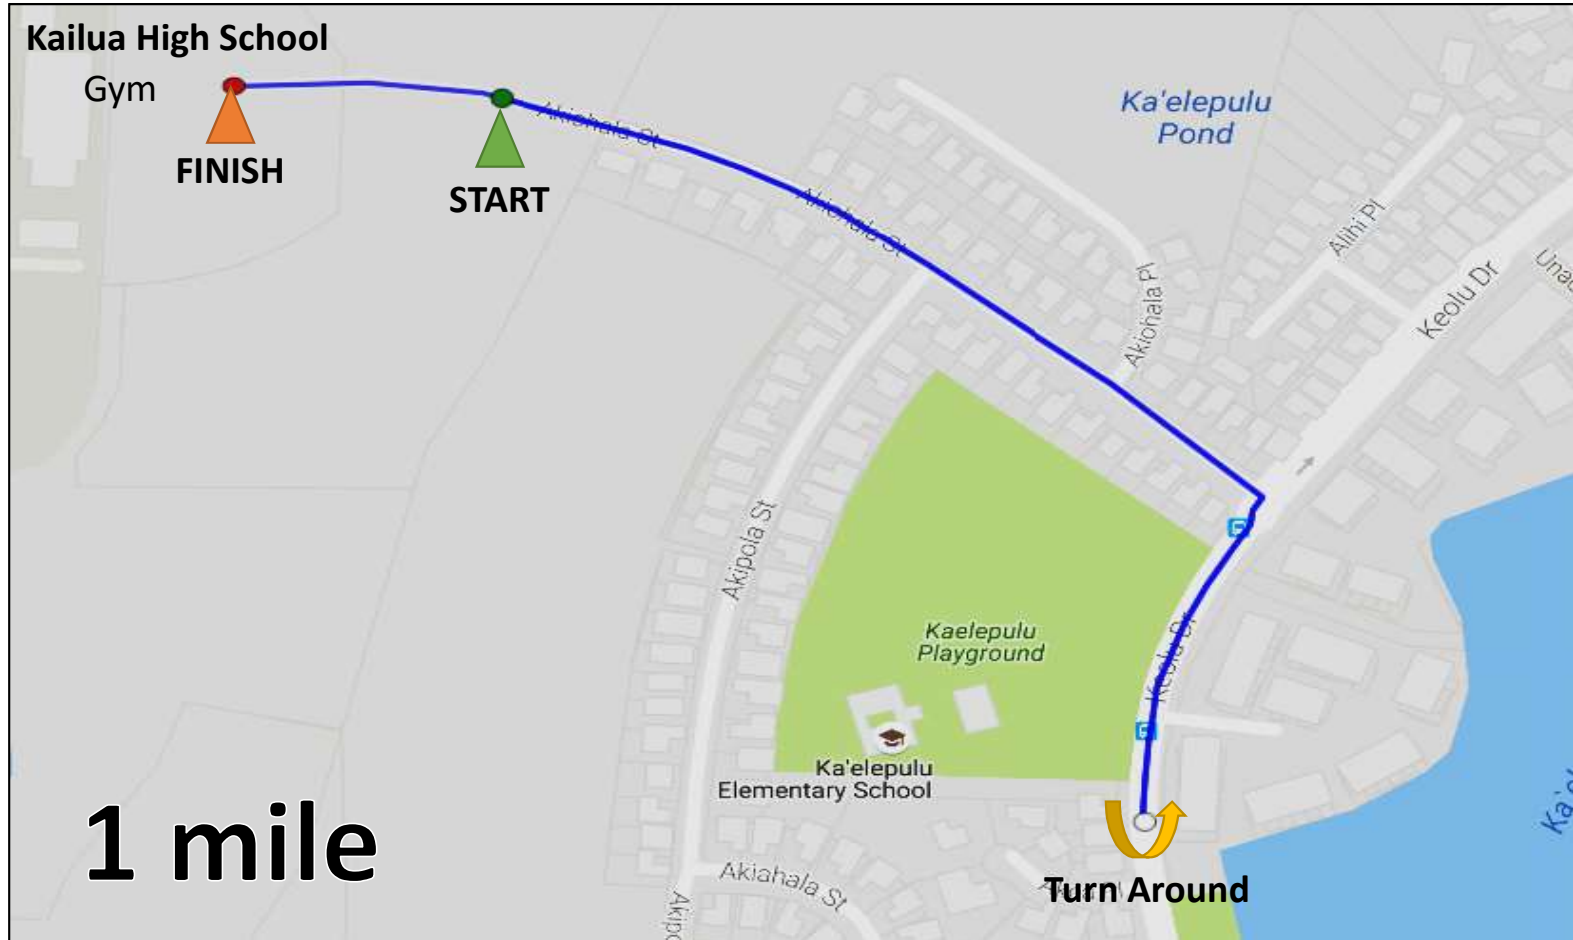 Kailua High School
Gym
FINISH
START
Akiohala St
Akiohala St
Ka'elepulu
Pond
Alihi Pl
Keolu Dr
Akiohala Pl
Akipola St
Kaelepulu
Playground
Keolu Dr
Ka'elepulu
Elementary School
1 mile
Akiahala St
Turn Around